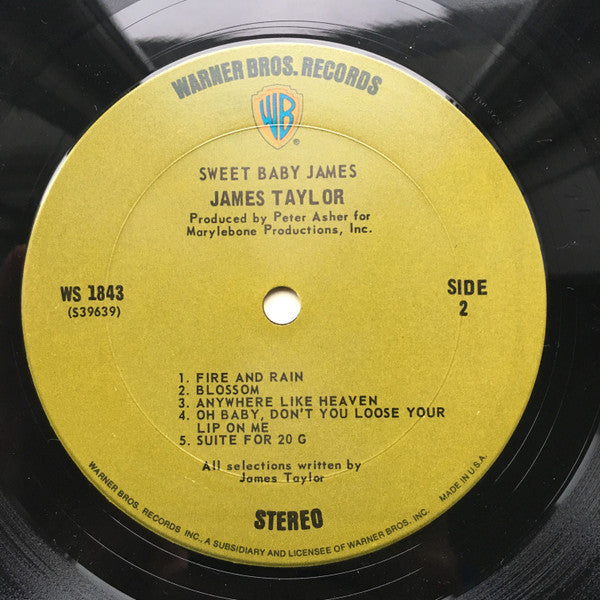 WARNER BROS. RECORDS
WB
®
SWEET BABY JAMES
JAMES TAYLOR
Produced by Peter Asher for
Marylebone Productions, Inc.
WS 1843
(S39639)
SIDE
2
1. FIRE AND RAIN
2. BLOSSOM
3. ANYWHERE LIKE HEAVEN
4. OH BABY, DON'T YOU LOOSE YOUR
LIP ON ME
5. SUITE FOR 20 G
All selections written by
James Taylor
STEREO
WARNER BROS. RECORDS INC., A SUBSIDIARY AND LICENSEE OF WARNER BROS. INC. MADE IN U.S.A.